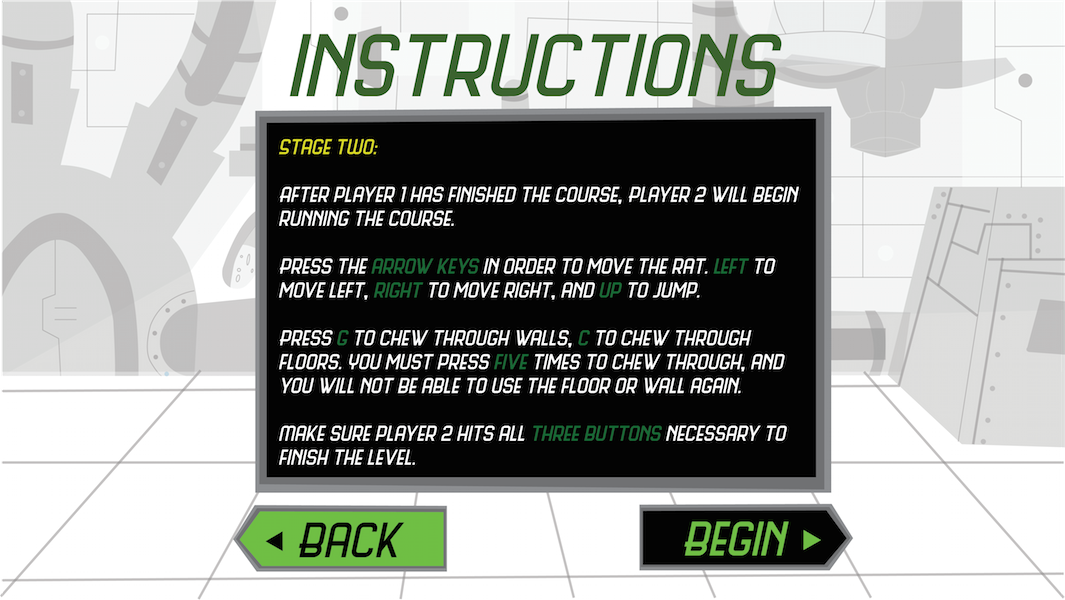 INSTRUCTIONS
STAGE TWO:
AFTER PLAYER 1 HAS FINISHED THE COURSE, PLAYER 2 WILL BEGIN
RUNNING THE COURSE.
PRESS THE ARROW KEYS IN ORDER TO MOVE THE RAT. LEFT TO
MOVE LEFT, RIGHT TO MOVE RIGHT, AND UP TO JUMP.
PRESS G TO CHEW THROUGH WALLS, C TO CHEW THROUGH
FLOORS. YOU MUST PRESS FIVE TIMES TO CHEW THROUGH, AND
YOU WILL NOT BE ABLE TO USE THE FLOOR OR WALL AGAIN.
MAKE SURE PLAYER 2 HITS ALL THREE BUTTONS NECESSARY TO
FINISH THE LEVEL.
BACK
BEGIN